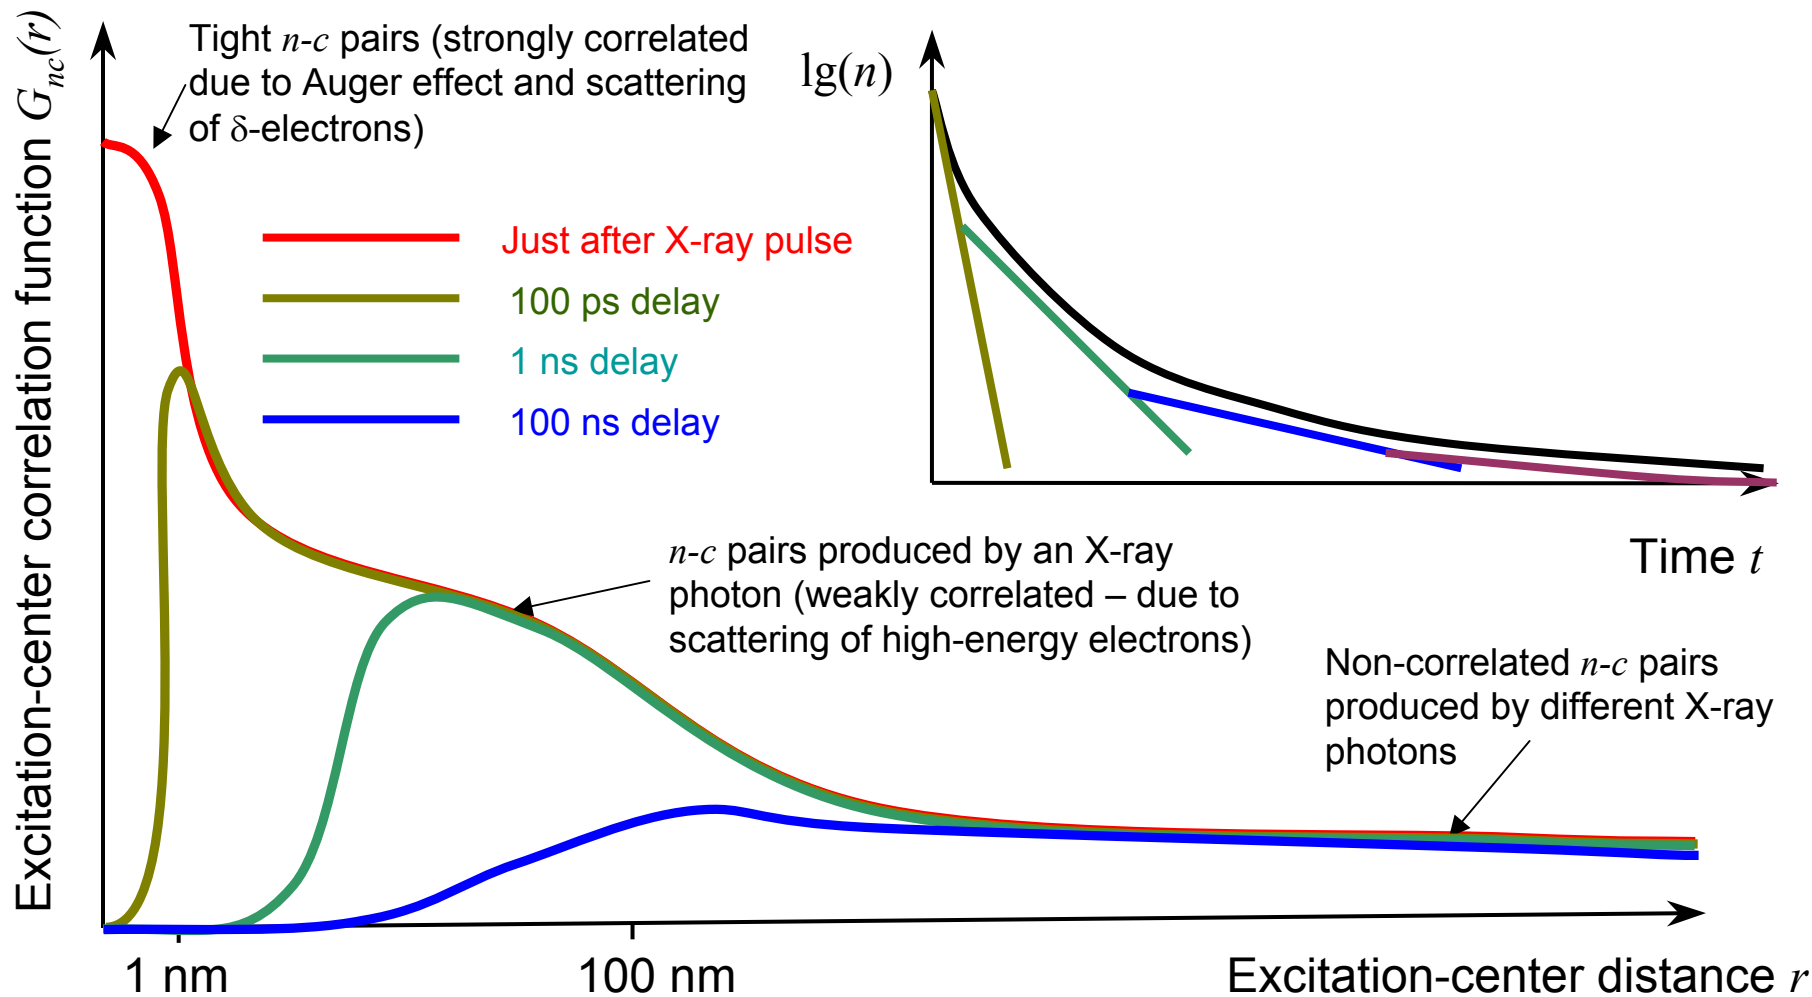 Excitation-center correlation function Gnc(r)
Tight n-c pairs (strongly correlated
due to Auger effect and scattering
of δ-electrons)
lg(n)
Just after X-ray pulse
100 ps delay
1 ns delay
100 ns delay
Time t
n-c pairs produced by an X-ray
photon (weakly correlated – due to
scattering of high-energy electrons)
Non-correlated n-c pairs
produced by different X-ray
photons
1 nm
100 nm
Excitation-center distance r